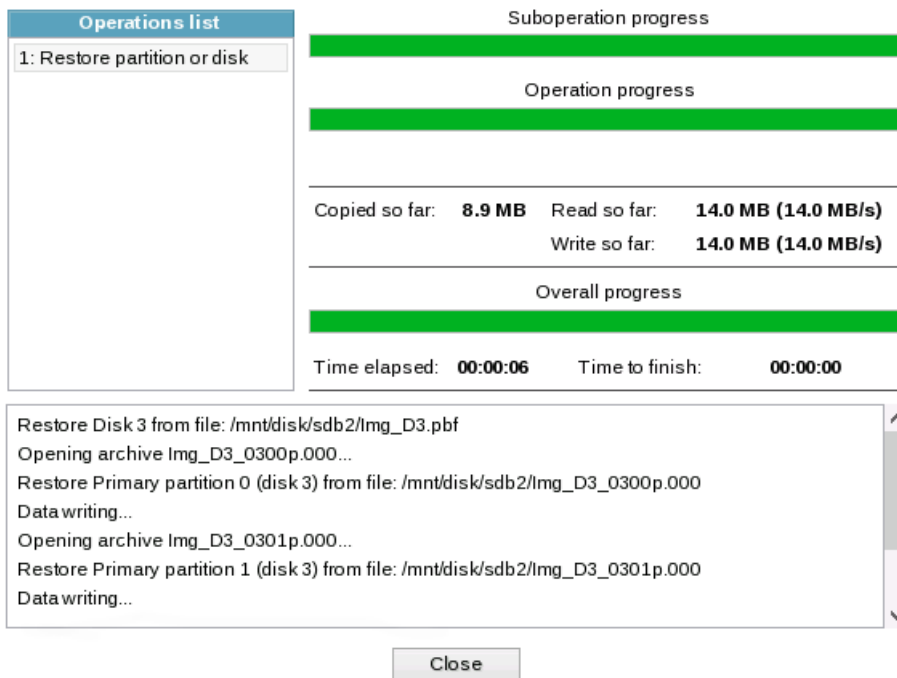 Operations list
1: Restore partition or disk
Suboperation progress
Operation progress
Copied so far: 8.9 MB Read so far: 14.0 MB (14.0 MB/s)
Write so far: 14.0 MB (14.0 MB/s)
Overall progress
Time elapsed: 00:00:06 Time to finish: 00:00:00
Restore Disk 3 from file: /mnt/disk/sdb2/Img_D3.pbf
Opening archive Img_D3_0300p.000...
Restore Primary partition 0 (disk 3) from file: /mnt/disk/sdb2/Img_D3_0300p.000
Data writing...
Opening archive Img_D3_0301p.000...
Restore Primary partition 1 (disk 3) from file: /mnt/disk/sdb2/Img_D3_0301p.000
Data writing...
Close